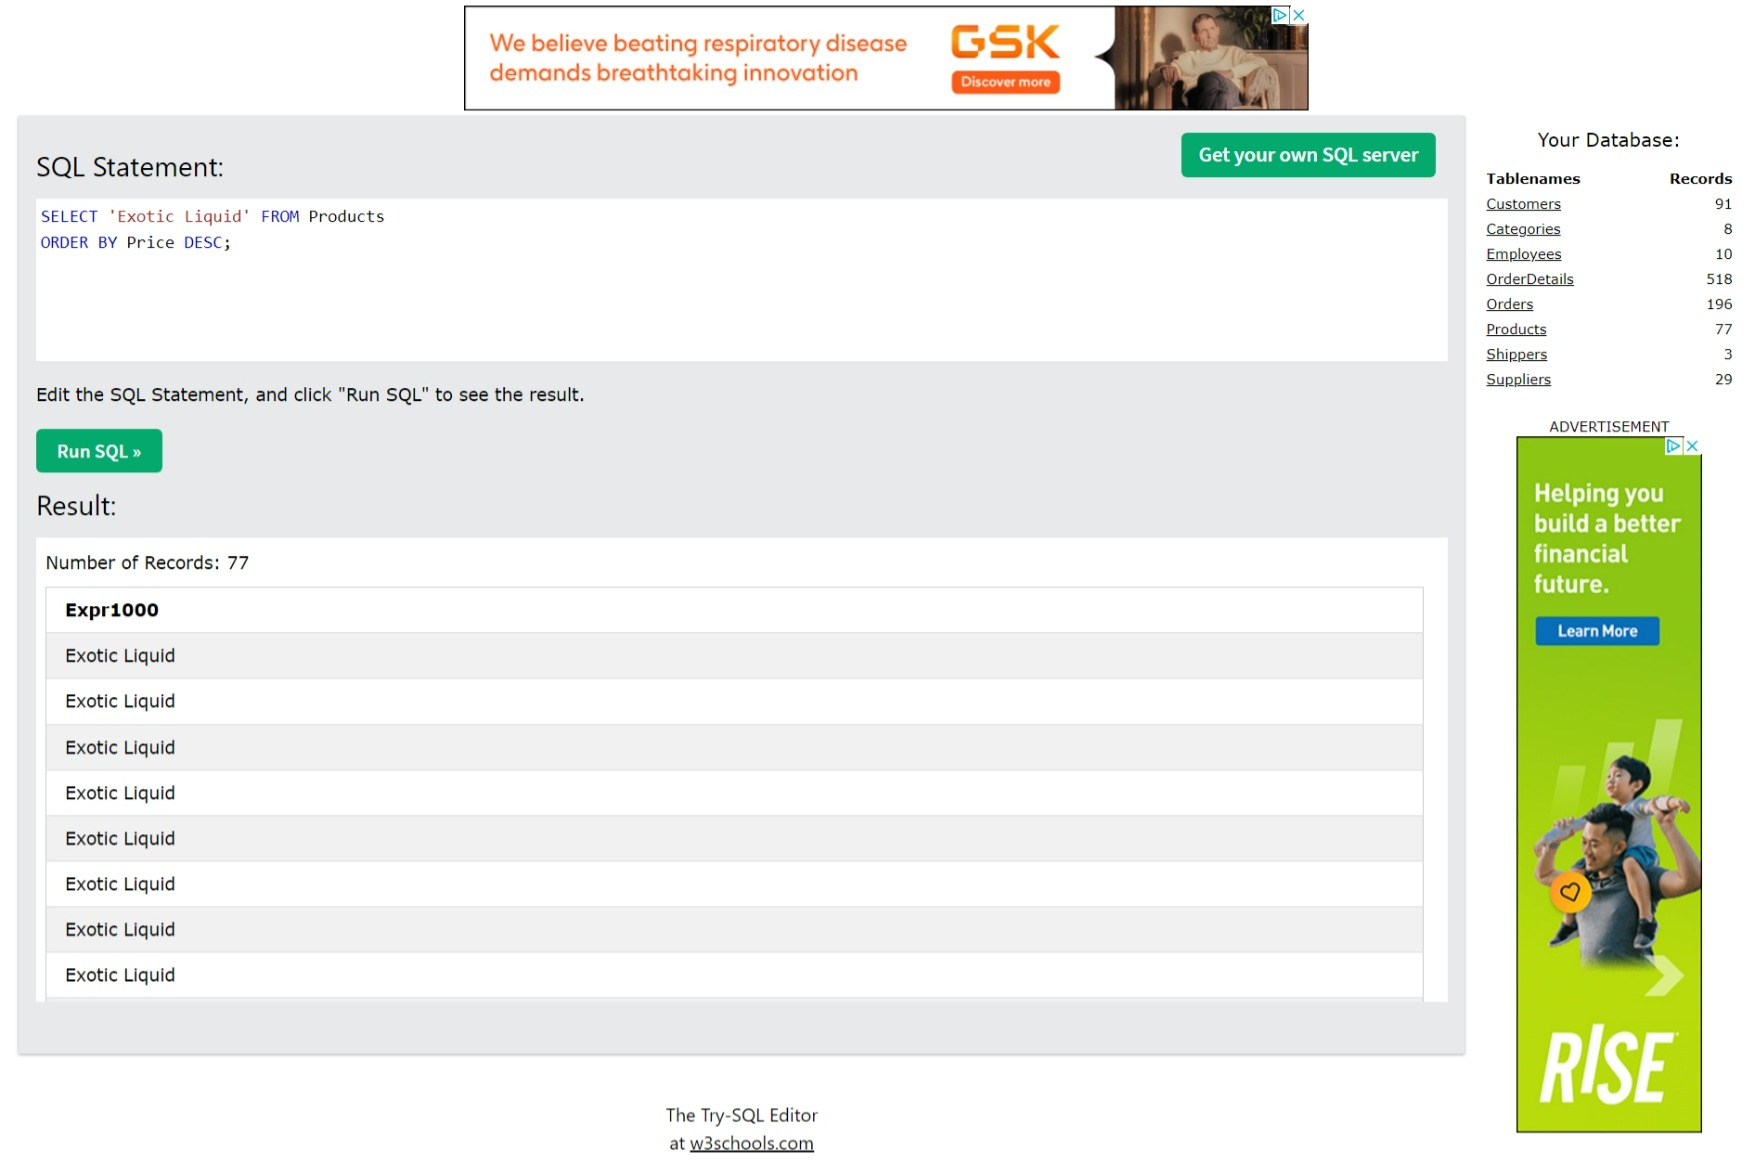 We believe beating respiratory disease
demands breathtaking innovation
GSK
Discover more
SQL Statement:
Get your own SQL server
SELECT 'Exotic Liquid' FROM Products
ORDER BY Price DESC;
Edit the SQL Statement, and click "Run SQL" to see the result.
Run SQL »
Result:
Number of Records: 77
Expr1000
Exotic Liquid
Exotic Liquid
Exotic Liquid
Exotic Liquid
Exotic Liquid
Exotic Liquid
Exotic Liquid
Exotic Liquid
Your Database:
Tablenames Records
Customers 91
Categories 8
Employees 10
OrderDetails 518
Orders 196
Products 77
Shippers 3
Suppliers 29
ADVERTISEMENT
Helping you
build a better
financial
future.
Learn More
RISE
The Try-SQL Editor
at w3schools.com